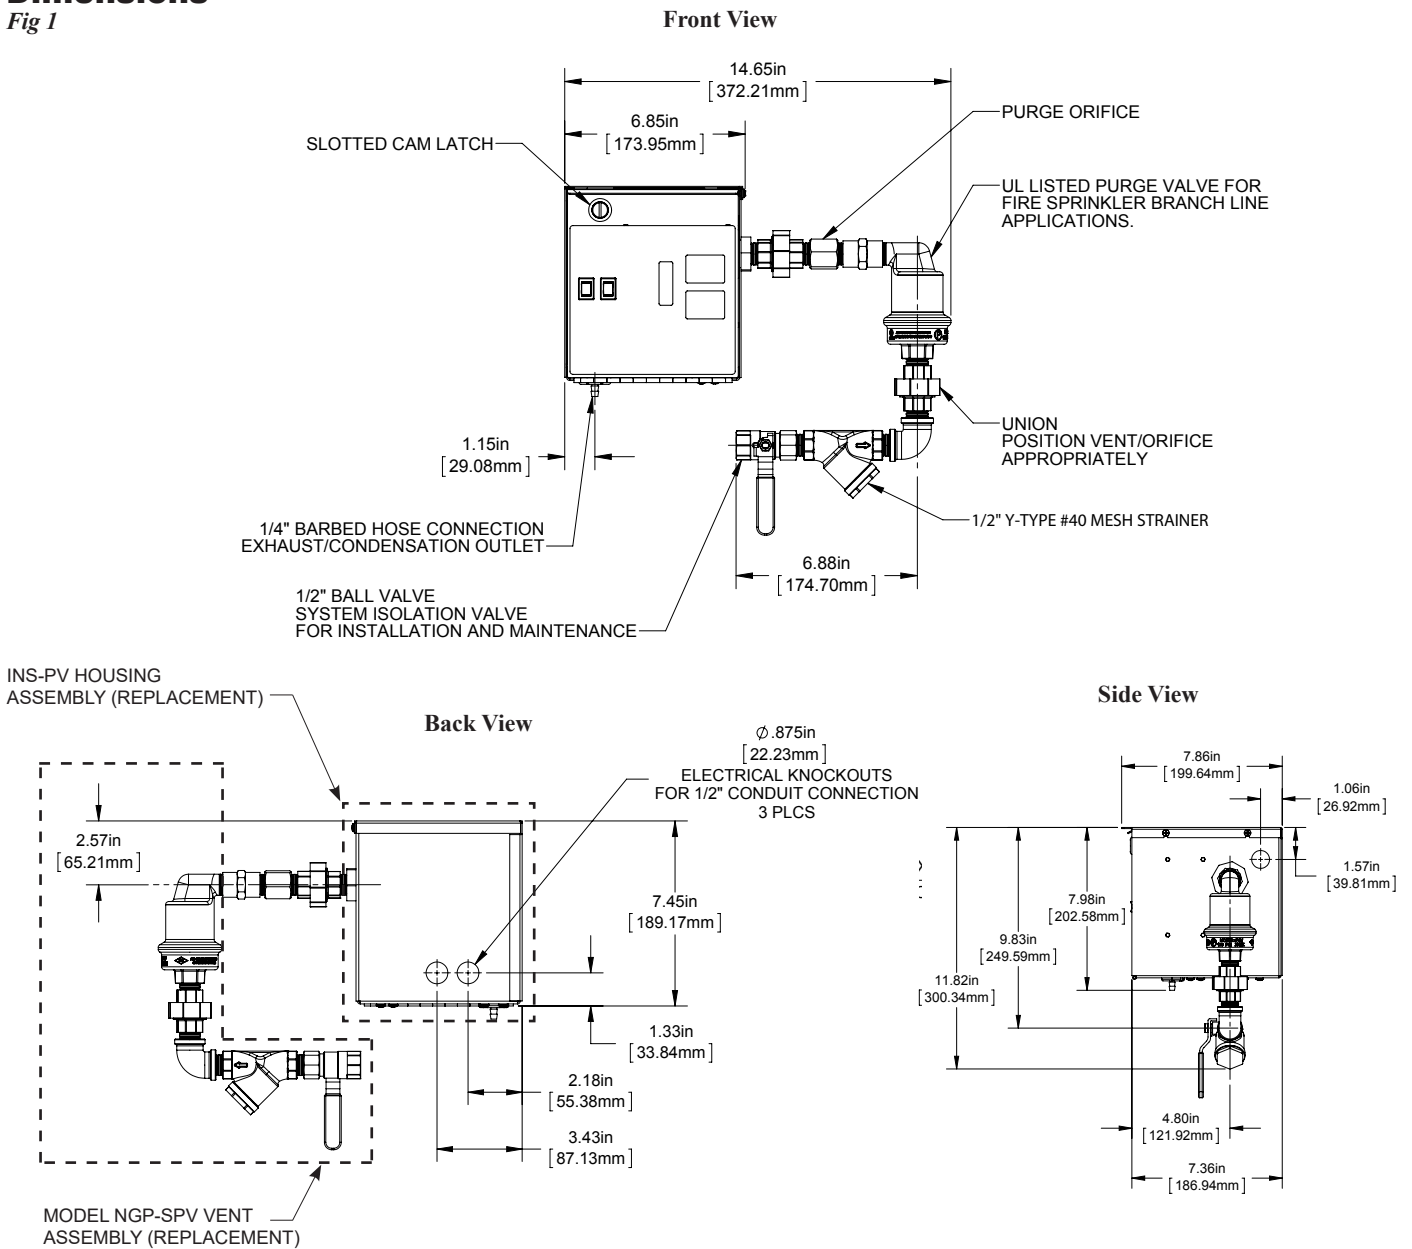 Dimensions
Fig 1
Front View
14.65in
[372.21mm]
6.85in
[173.95mm]
SLOTTED CAM LATCH
PURGE ORIFICE
UL LISTED PURGE VALVE FOR
FIRE SPRINKLER BRANCH LINE
APPLICATIONS.
1.15in
[29.08mm]
UNION
POSITION VENT/ORIFICE
APPROPRIATELY
1/4" BARBED HOSE CONNECTION
EXHAUST/CONDENSATION OUTLET
1/2" Y-TYPE #40 MESH STRAINER
6.88in
[174.70mm]
1/2" BALL VALVE
SYSTEM ISOLATION VALVE
FOR INSTALLATION AND MAINTENANCE
INS-PV HOUSING
ASSEMBLY (REPLACEMENT)
Back View
Ø.875in
[22.23mm]
ELECTRICAL KNOCKOUTS
FOR 1/2" CONDUIT CONNECTION
3 PLCS
2.57in
[65.21mm]
7.45in
[189.17mm]
1.33in
[33.84mm]
2.18in
[55.38mm]
3.43in
[87.13mm]
MODEL NGP-SPV VENT
ASSEMBLY (REPLACEMENT)
Side View
7.86in
[199.64mm]
1.06in
[26.92mm]
1.57in
[39.81mm]
7.98in
[202.58mm]
9.83in
[249.59mm]
11.82in
[300.34mm]
4.80in
[121.92mm]
7.36in
[186.94mm]